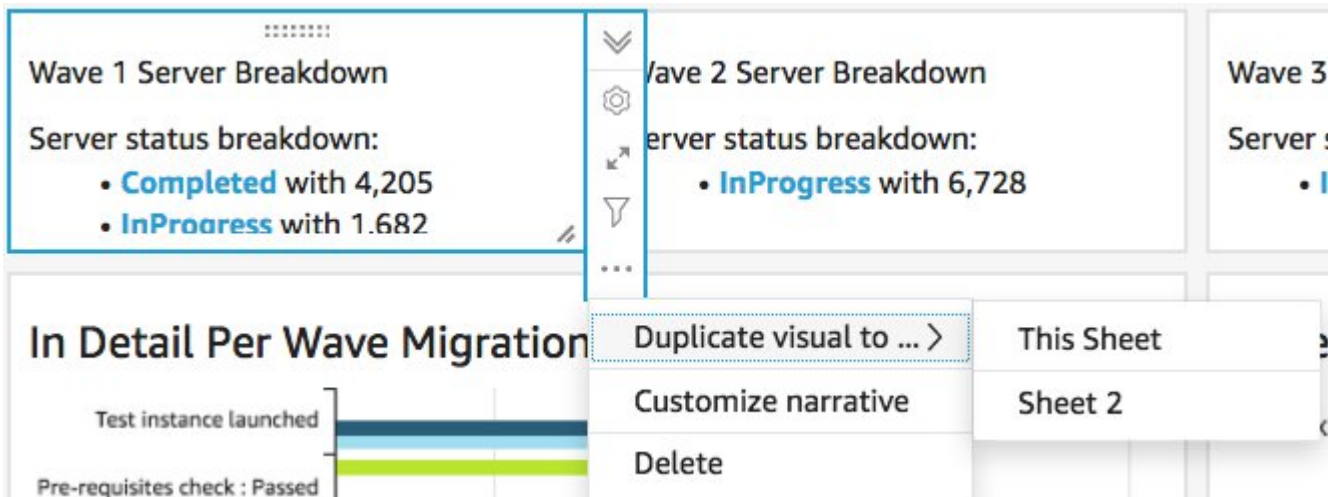 Wave 1 Server Breakdown
Server status breakdown:
• Completed with 4,205
• InProgress with 1,682
Wave 2 Server Breakdown
erver status breakdown:
• InProgress with 6,728
Wave 3
Server
In Detail Per Wave Migration
Test instance launched
Pre-requisites check : Passed
Duplicate visual to ...
Customize narrative
Delete
This Sheet
Sheet 2